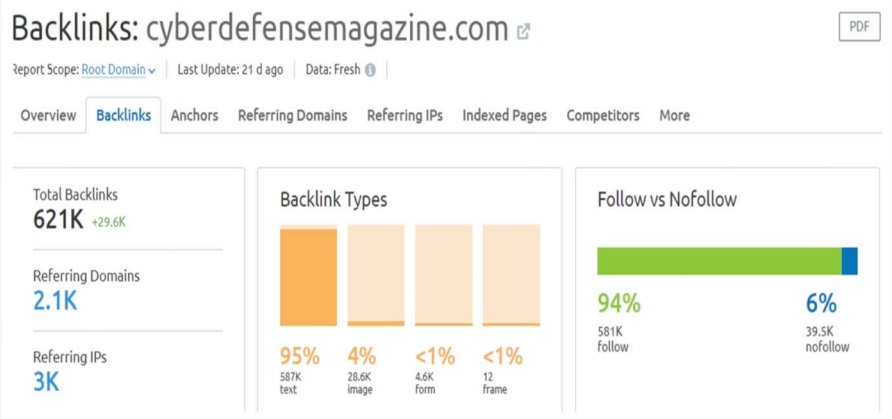 Backlinks: cyberdefensemagazine.com
PDF
Report Scope: Root Domain Last Update: 21 d ago Data: Fresh
Overview Backlinks Anchors Referring Domains Referring IPs Indexed Pages Competitors More
Total Backlinks
621K +29.6K
Referring Domains
2.1K
Referring IPs
3K
Backlink Types
95% 4% <1% <1%
587K 28.6K 4.6K 12
text image form frame
Follow vs Nofollow
94% 6%
581K 39.5K
follow nofollow